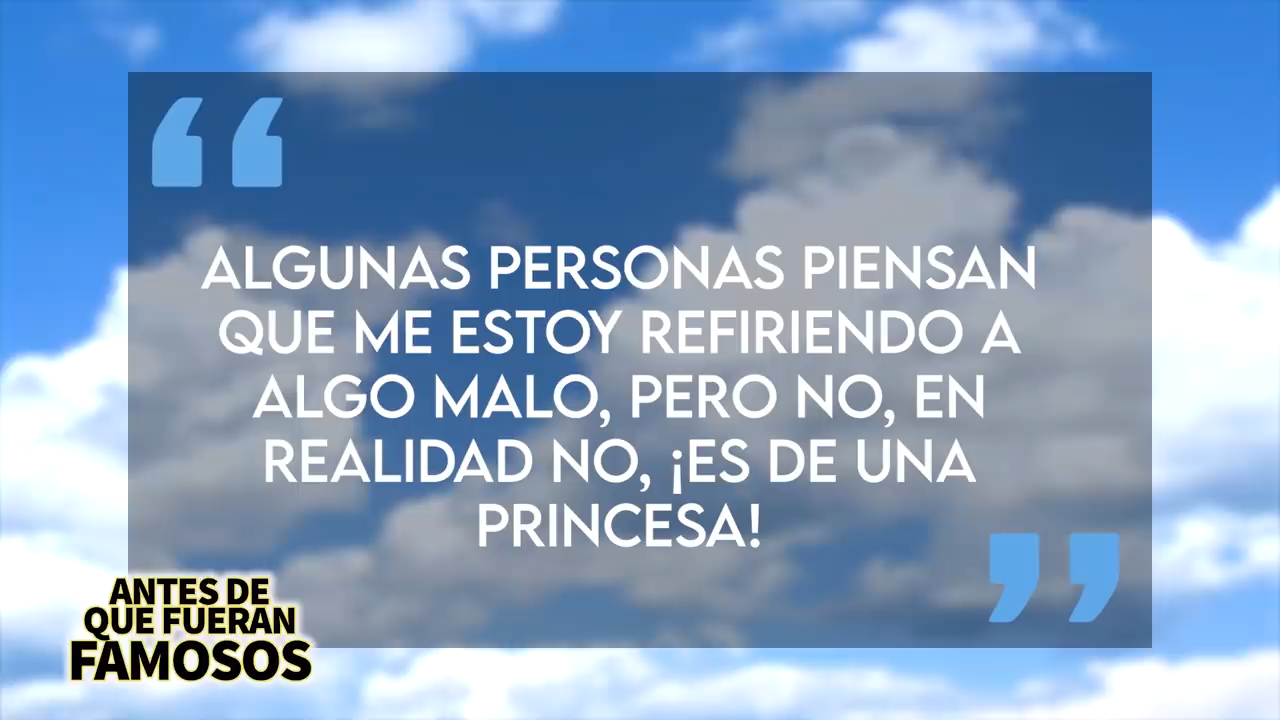 ALGUNAS PERSONAS PIENSAN
QUE ME ESTOY REFIRIENDO A
ALGO MALO, PERO NO, EN
REALIDAD NO, ¡ES DE UNA
PRINCESA!
ANTES DE
QUE FUERAN
FAMOSOS